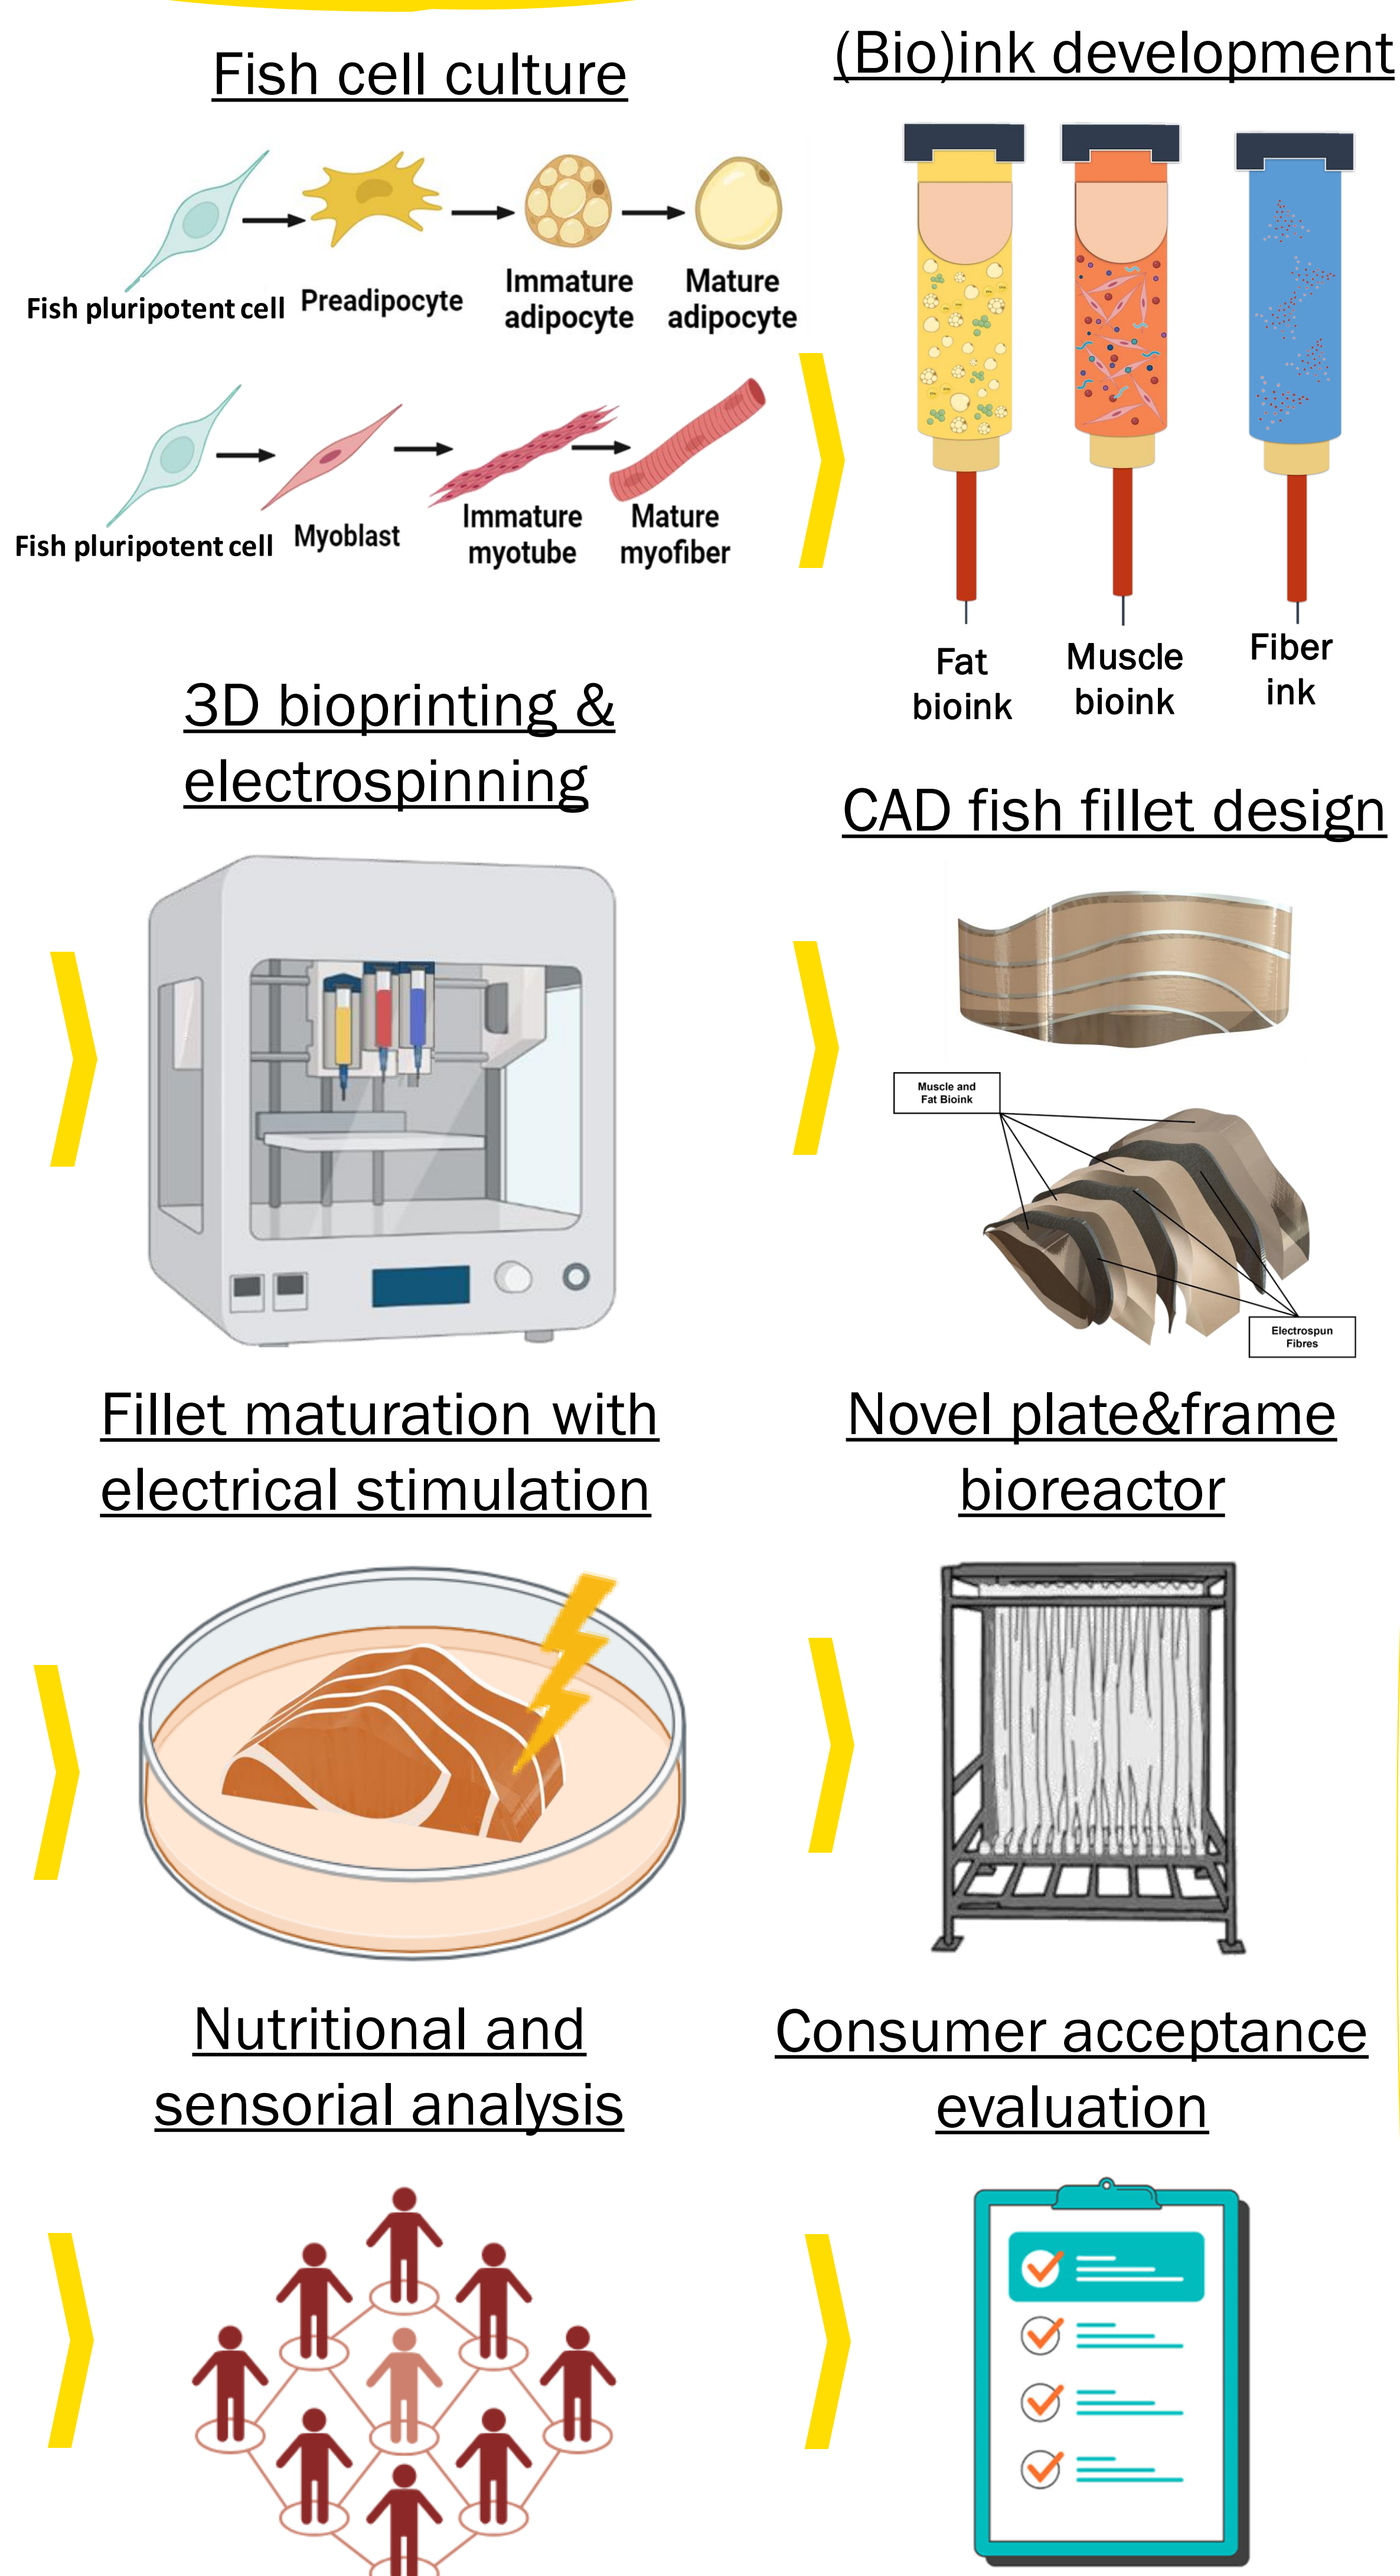 Fish cell culture
Fish pluripotent cell
Preadipocyte
Immature
adipocyte
Mature
adipocyte
Fish pluripotent cell
Myoblast
Immature
myotube
Mature
myofiber
(Bio)ink development
Fat
bioink
Muscle
bioink
Fiber
ink
3D bioprinting &
electrospinning
CAD fish fillet design
Muscle and
Fat Bioink
Electrospun
Fibres
Fillet maturation with
electrical stimulation
Novel plate&frame
bioreactor
Nutritional and
sensorial analysis
Consumer acceptance
evaluation